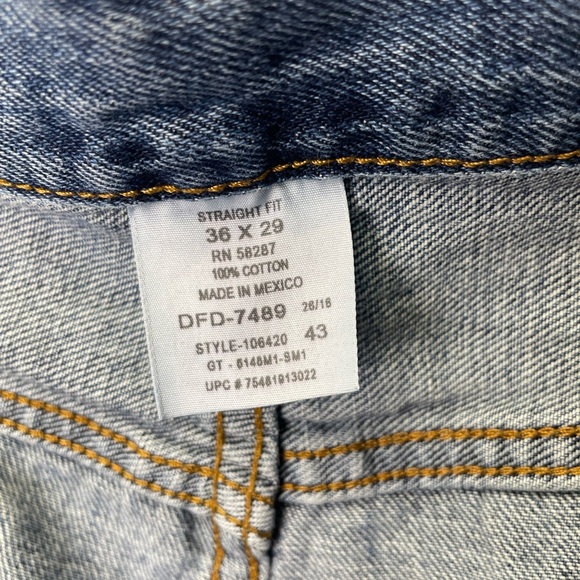 STRAIGHT FIT
36 X 29
RN 58287
100% COTTON
MADE IN MEXICO
DFD-7489 26/16
STYLE-106420 43
GT - 6146M1-SM1
UPC # 75481913022